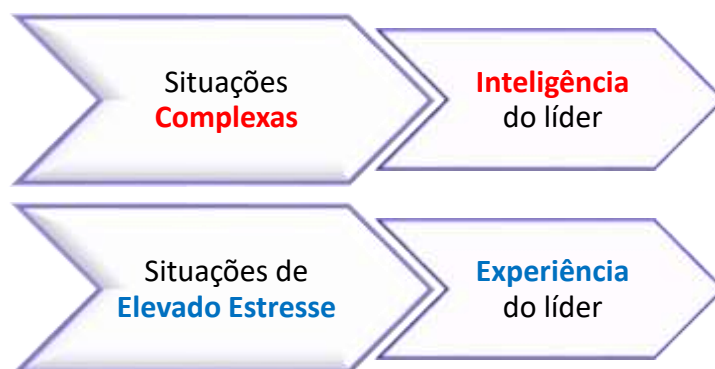 Situações
Complexas
Inteligência
do líder
Situações de
Elevado Estresse
Experiência
do líder